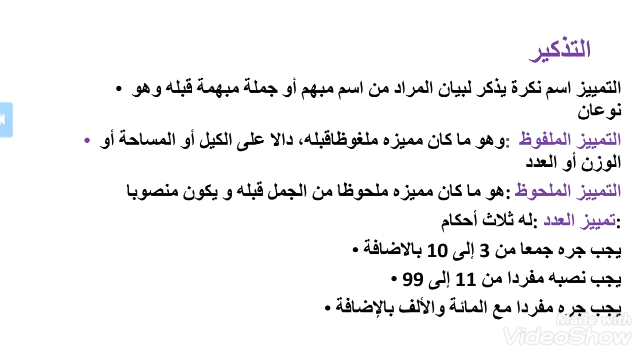 التذكير
التمييز اسم نكرة يذكر لبيان المراد من اسم مبهم أو جملة مبهمة قبله وهو •
نوعان
التمييز الملفوظ :وهو ما كان مميزه ملغوظاقبله، دالا على الكيل أو المساحة أو •
الوزن أو العدد
التمييز الملحوظ :هو ما كان مميزه ملحوظا من الجمل قبله و يكون منصوبا
:تمييز العدد :له ثلاث أحكام
يجب جره جمعا من 3 إلى 10 بالاضافة •
يجب نصبه مفردا من 11 إلى 99 •
يجب جره مفردا مع المائة والألف بالإضافة •
Made with
VideoShow